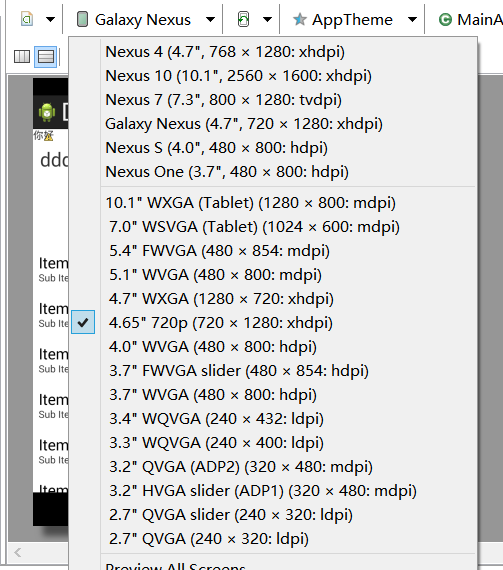 Galaxy Nexus AppTheme MainA
Nexus 4 (4.7", 768 × 1280: xhdpi)
Nexus 10 (10.1", 2560 × 1600: xhdpi)
Nexus 7 (7.3", 800 × 1280: tvdpi)
Galaxy Nexus (4.7", 720 × 1280: xhdpi)
Nexus S (4.0", 480 × 800: hdpi)
Nexus One (3.7", 480 × 800: hdpi)
10.1" WXGA (Tablet) (1280 × 800: mdpi)
7.0" WSVGA (Tablet) (1024 × 600: mdpi)
5.4" FWVGA (480 × 854: mdpi)
5.1" WVGA (480 × 800: mdpi)
4.7" WXGA (1280 × 720: xhdpi)
4.65" 720p (720 × 1280: xhdpi)
4.0" WVGA (480 × 800: hdpi)
3.7" FWVGA slider (480 × 854: hdpi)
3.7" WVGA (480 × 800: hdpi)
3.4" WQVGA (240 × 432: ldpi)
3.3" WQVGA (240 × 400: ldpi)
3.2" QVGA (ADP2) (320 × 480: mdpi)
3.2" HVGA slider (ADP1) (320 × 480: mdpi)
2.7" QVGA slider (240 × 320: ldpi)
2.7" QVGA (240 × 320: ldpi)
Preview All Screens
你好
ddd
Item
Sub Ite
Item
Sub Ite
Item
Sub Ite
Item
Sub Ite
Item
Sub Ite
Item